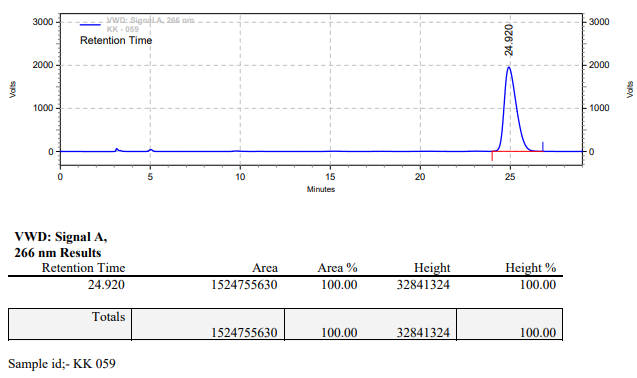 VWD: Signal A, 266 nm
KK - 059
Retention Time
24.920
3000
2000
1000
0
3000
2000
1000
0
Volts
Volts
0 5 10 15 20 25
Minutes
VWD: Signal A,
266 nm Results
Retention Time Area Area % Height Height %
24.920 1524755630 100.00 32841324 100.00
Totals
1524755630 100.00 32841324 100.00
Sample id;- KK 059